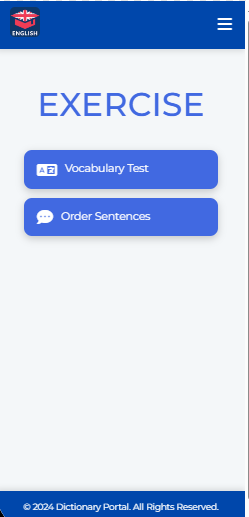 ENGLISH
EXERCISE
Vocabulary Test
Order Sentences
© 2024 Dictionary Portal. All Rights Reserved.